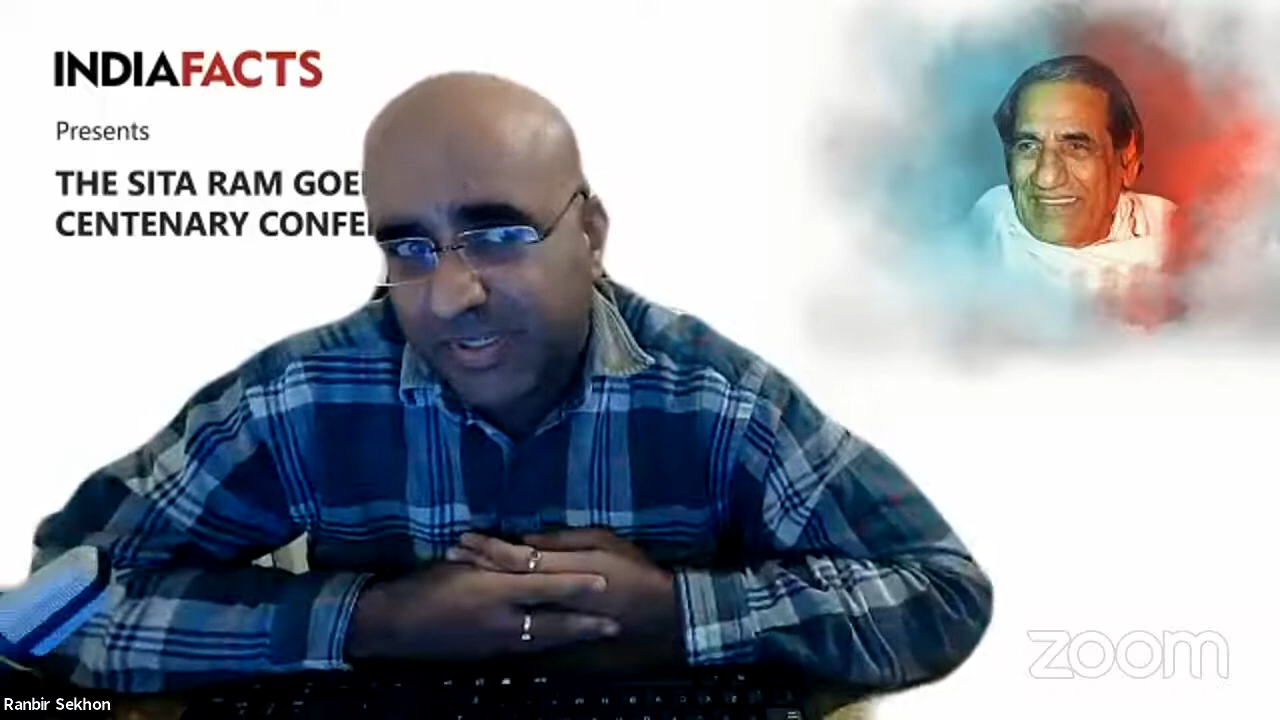 INDIAFACTS
Presents
THE SITA RAM GOE
CENTENARY CONFE
zoom
Ranbir Sekhon